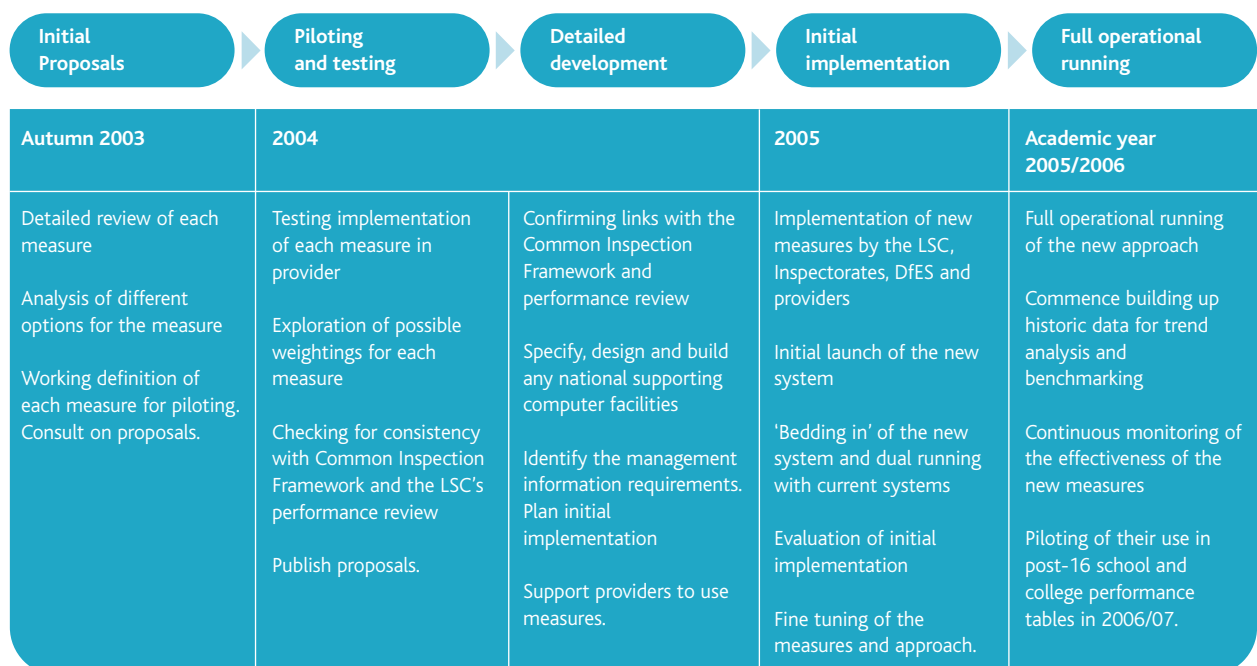 Initial
Proposals
Piloting
and testing
Detailed
development
Initial
implementation
Full operational
running
Autumn 2003
2004
2005
Academic year
2005/2006
Detailed review of each
measure
Analysis of different
options for the measure
Working definition of
each measure for piloting.
Consult on proposals.
Testing implementation
of each measure in
provider
Exploration of possible
weightings for each
measure
Checking for consistency
with Common Inspection
Framework and the LSC’s
performance review
Publish proposals.
Confirming links with the
Common Inspection
Framework and
performance review
Specify, design and build
any national supporting
computer facilities
Identify the management
information requirements.
Plan initial
implementation
Support providers to use
measures.
Implementation of new
measures by the LSC,
Inspectorates, DfES and
providers
Initial launch of the new
system
‘Bedding in’ of the new
system and dual running
with current systems
Evaluation of initial
implementation
Fine tuning of the
measures and approach.
Full operational running
of the new approach
Commence building up
historic data for trend
analysis and
benchmarking
Continuous monitoring of
the effectiveness of the
new measures
Piloting of their use in
post-16 school and
college performance
tables in 2006/07.